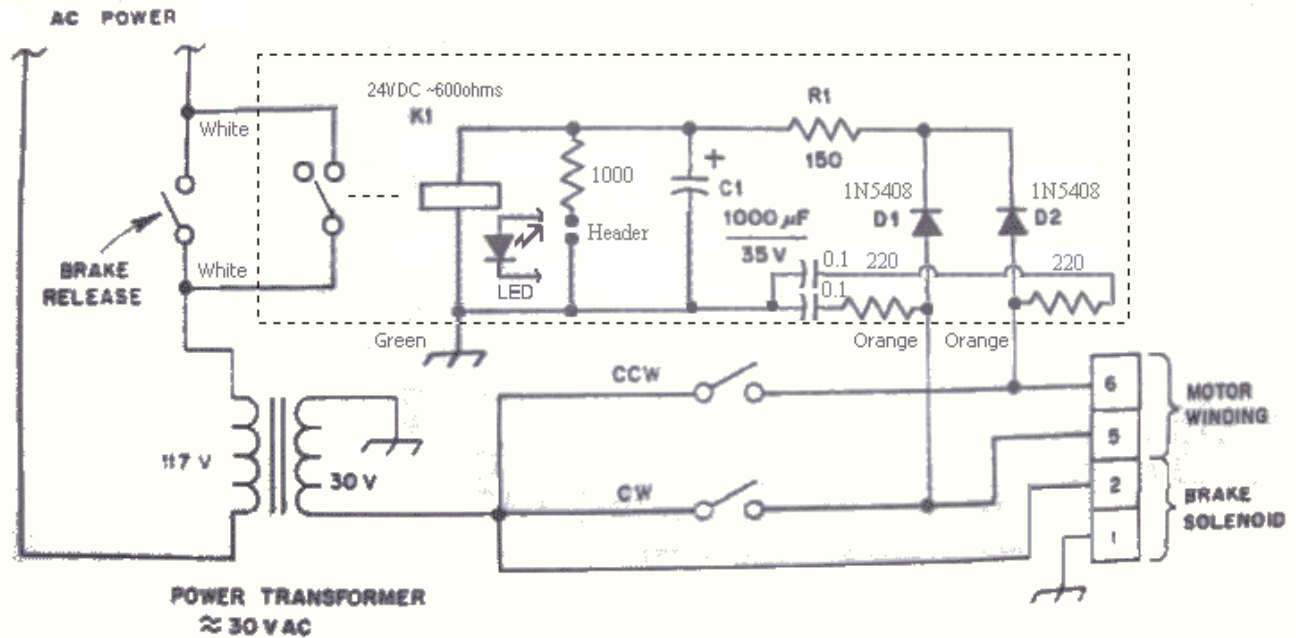 AC POWER
24VDC ~600ohms
K1
R1
150
White
1000
+
C1
1000 µF
35 V
1N5408
D1
1N5408
D2
Header
LED
0.1
220
220
0.1
BRAKE
RELEASE
White
Green
Orange
Orange
CCW
6
MOTOR
WINDING
5
117 V
30 V
CW
2
BRAKE
SOLENOID
1
POWER TRANSFORMER
≈ 30 VAC